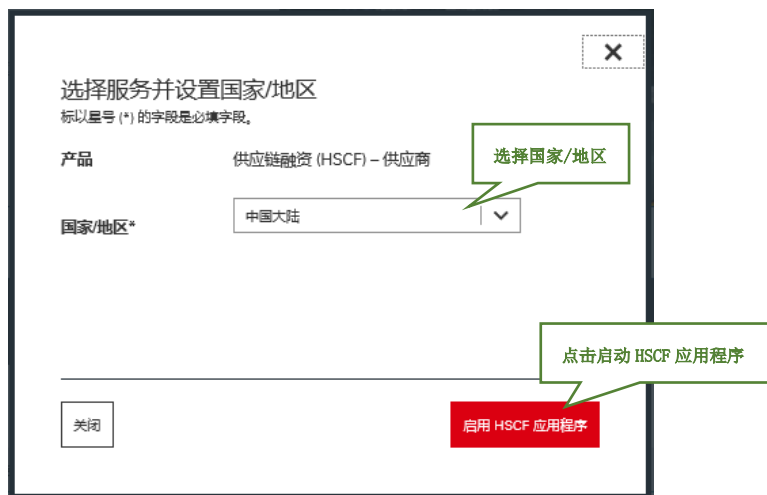 选择服务并设置国家/地区
标以星号 (*) 的字段是必填字段。
产品
供应链融资 (HSCF) – 供应商
选择国家/地区
国家/地区*
中国大陆
点击启动 HSCF 应用程序
关闭
启用 HSCF 应用程序